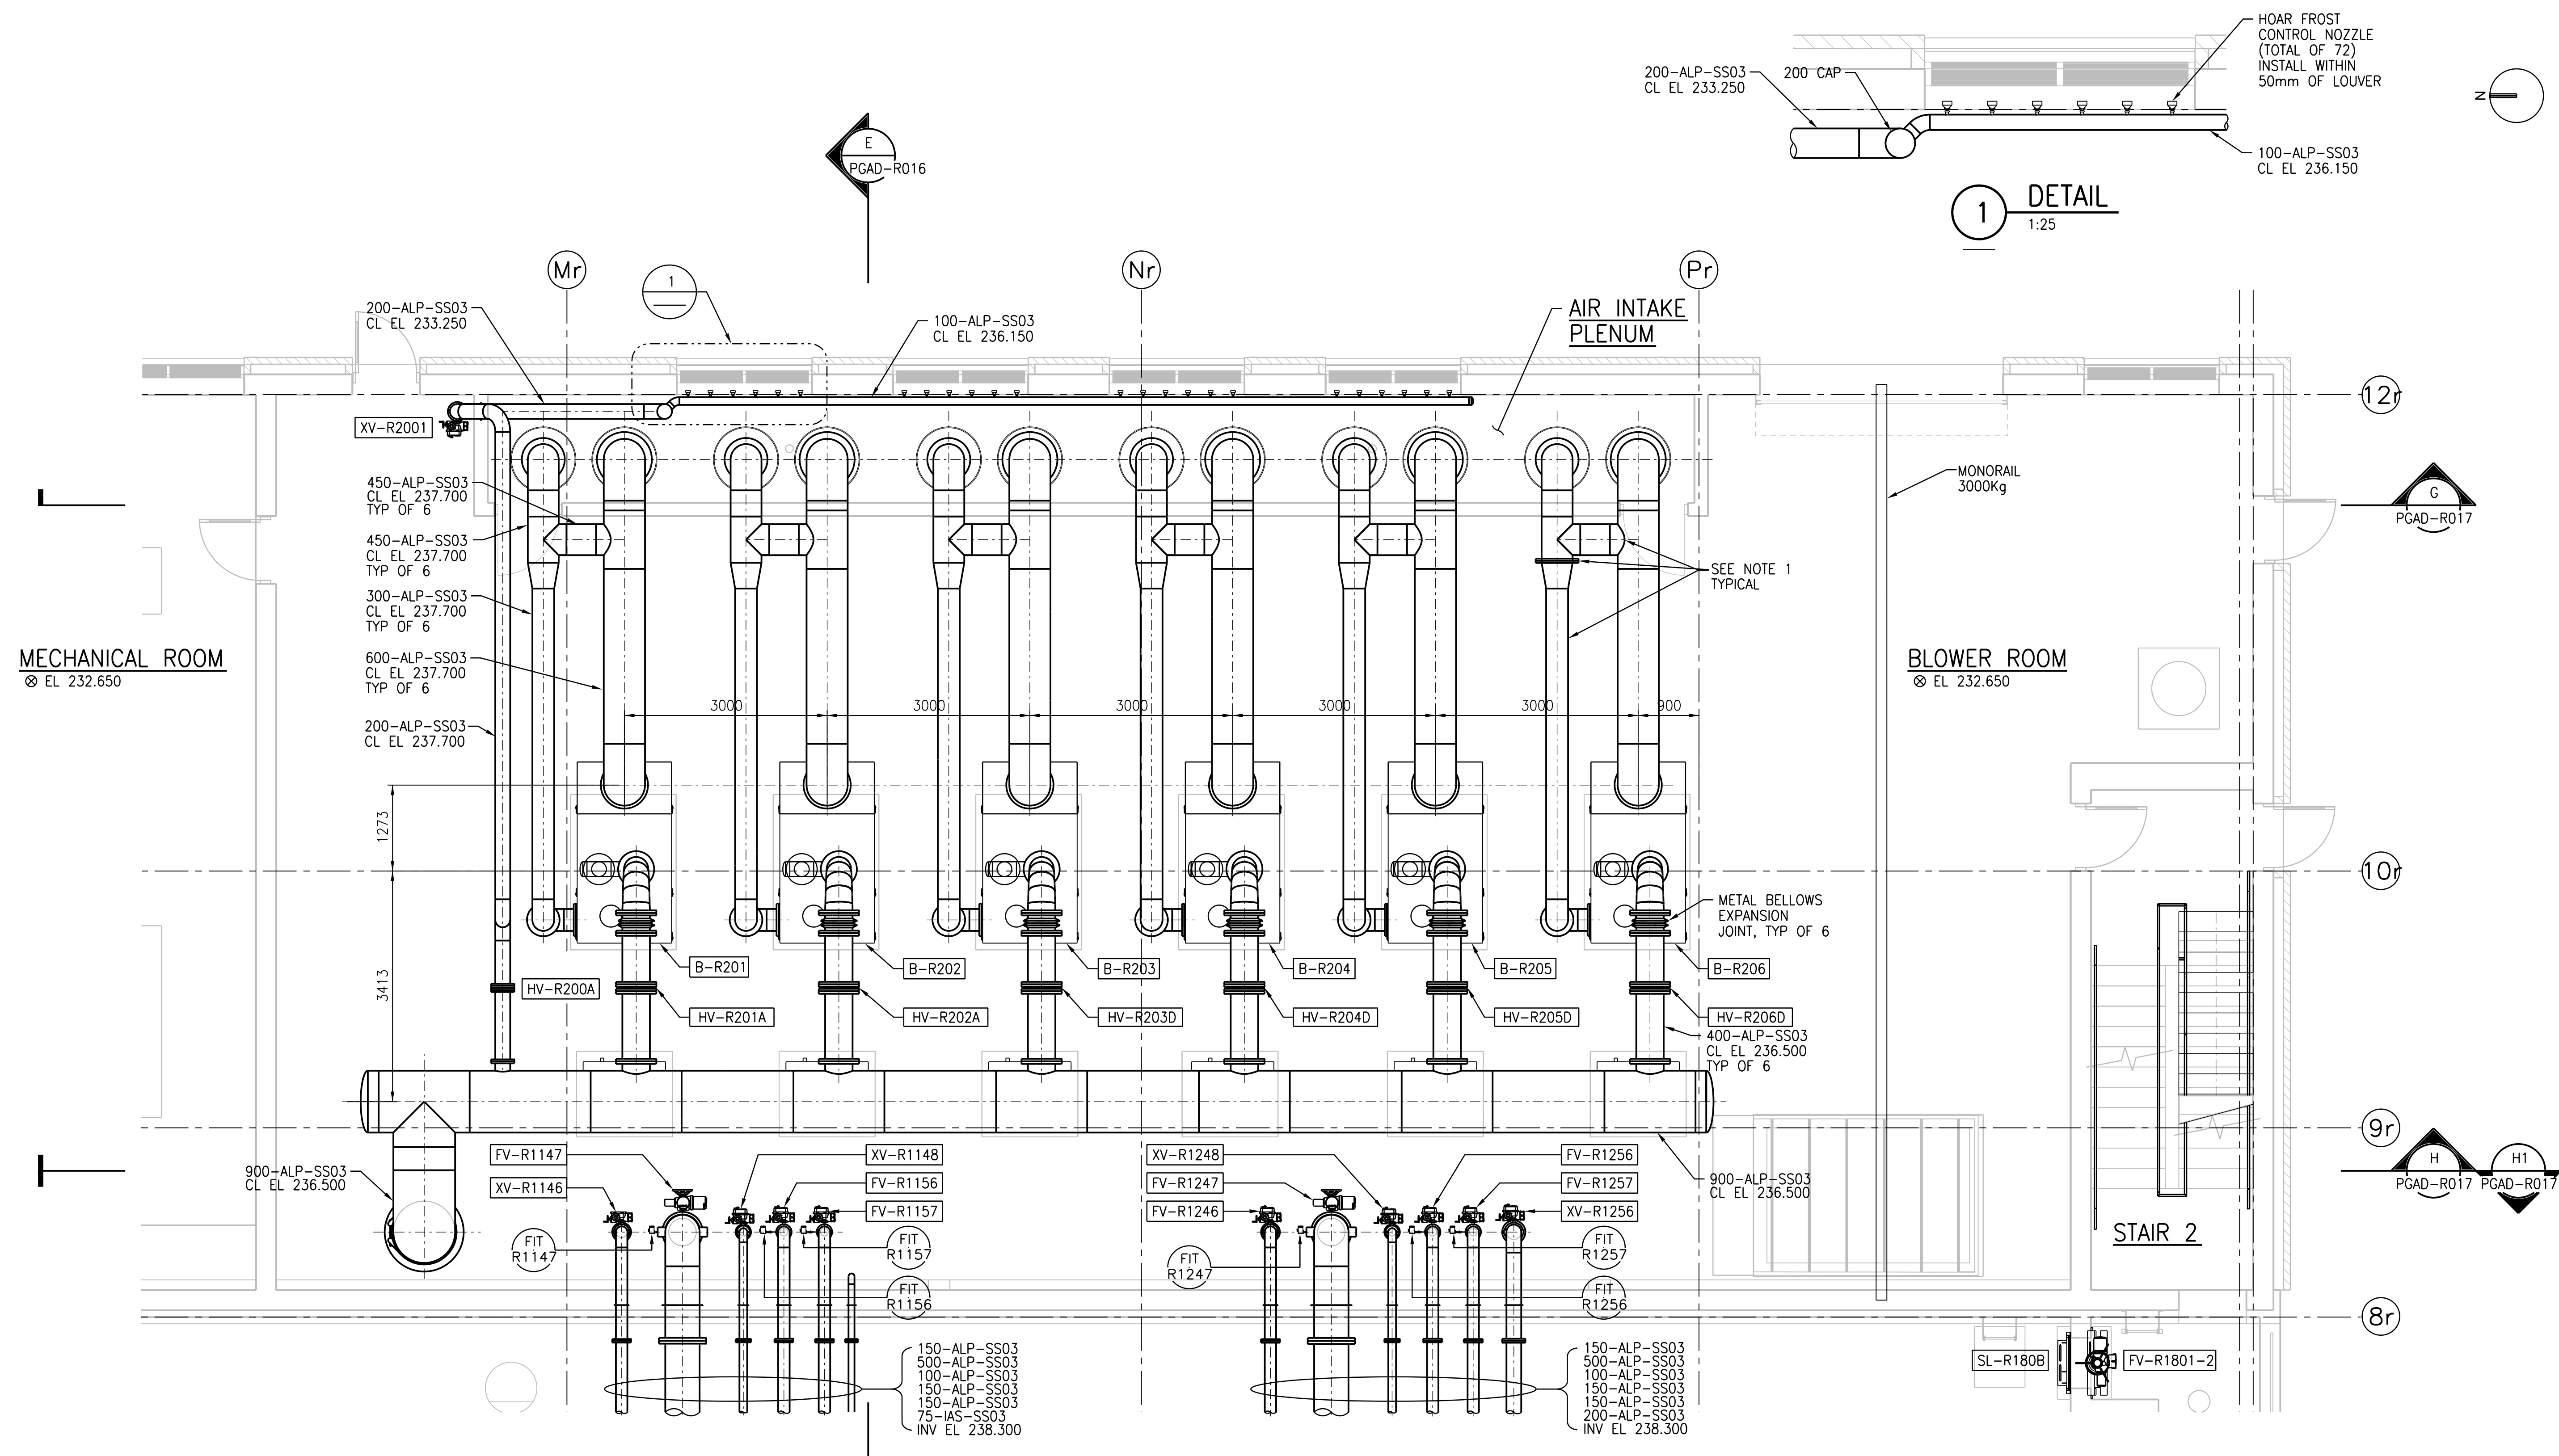 HOAR FROST
CONTROL NOZZLE
(TOTAL OF 72)
INSTALL WITHIN
50mm OF LOUVER
200-ALP-SS03
CL EL 233.250
200 CAP
N
100-ALP-SS03
CL EL 236.150
1
DETAIL
1:25
E
PGAD-R016
Mr
1
Nr
Pr
200-ALP-SS03
CL EL 233.250
100-ALP-SS03
CL EL 236.150
AIR INTAKE
PLENUM
12r
XV-R2001
450-ALP-SS03
CL EL 237.700
TYP OF 6
450-ALP-SS03
CL EL 237.700
TYP OF 6
300-ALP-SS03
CL EL 237.700
TYP OF 6
600-ALP-SS03
CL EL 237.700
TYP OF 6
200-ALP-SS03
CL EL 237.700
MONORAIL
3000Kg
G
PGAD-R017
SEE NOTE 1
TYPICAL
MECHANICAL ROOM
EL 232.650
BLOWER ROOM
EL 232.650
3000
3000
3000
3000
3000
900
1273
3413
10r
METAL BELLOWS
EXPANSION
JOINT, TYP OF 6
B-R201
B-R202
B-R203
B-R204
B-R205
B-R206
HV-R200A
HV-R201A
HV-R202A
HV-R203D
HV-R204D
HV-R205D
HV-R206D
400-ALP-SS03
CL EL 236.500
TYP OF 6
9r
900-ALP-SS03
CL EL 236.500
FV-R1147
XV-R1146
XV-R1148
FV-R1156
FV-R1157
XV-R1248
FV-R1247
FV-R1246
FV-R1256
FV-R1257
XV-R1256
900-ALP-SS03
CL EL 236.500
H
PGAD-R017
H1
PGAD-R017
STAIR 2
FIT
R1147
FIT
R1157
FIT
R1156
FIT
R1247
FIT
R1257
FIT
R1256
8r
150-ALP-SS03
500-ALP-SS03
100-ALP-SS03
150-ALP-SS03
150-ALP-SS03
75-IAS-SS03
INV EL 238.300
150-ALP-SS03
500-ALP-SS03
100-ALP-SS03
150-ALP-SS03
150-ALP-SS03
200-ALP-SS03
INV EL 238.300
SL-R180B
FV-R1801-2